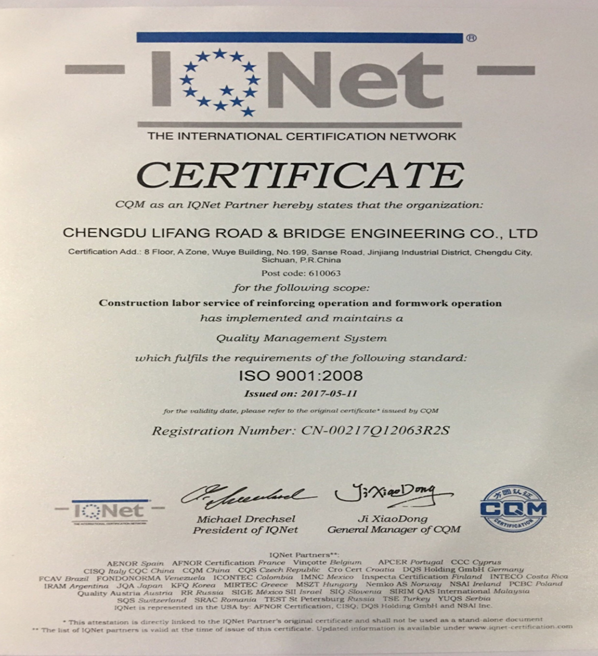 IQNet®
THE INTERNATIONAL CERTIFICATION NETWORK
CERTIFICATE
CQM as an IQNet Partner hereby states that the organization:
CHENGDU LIFANG ROAD & BRIDGE ENGINEERING CO., LTD
Certification Add.: 8 Floor, A Zone, Wuye Building, No.199, Sanse Road, Jinjiang Industrial District, Chengdu City,
Sichuan, P.R.China
Post code: 610063
for the following scope:
Construction labor service of reinforcing operation and formwork operation
has implemented and maintains a
Quality Management System
which fulfils the requirements of the following standard:
ISO 9001:2008
Issued on: 2017-05-11
for the validity date, please refer to the original certificate* issued by CQM
Registration Number: CN-00217Q12063R2S
IQNet
Ji XiaoDong
方圆认证
CQM
CERTIFICATION
Michael Drechsel
President of IQNet
Ji XiaoDong
General Manager of CQM
IQNet Partners**:
AENOR Spain AFNOR Certification France Vinçotte Belgium APCER Portugal CCC Cyprus
CISQ Italy CQC China CQM China CQS Czech Republic Cro Cert Croatia DQS Holding GmbH Germany
FCAV Brazil FONDONORMA Venezuela ICONTEC Colombia IMNC Mexico Inspecta Certification Finland INTECO Costa Rica
IRAM Argentina JQA Japan KFQ Korea MIRTEC Greece MSZT Hungary Nemko AS Norway NSAI Ireland PCBC Poland
Quality Austria Austria RR Russia SIGE México SII Israel SIQ Slovenia SIRIM QAS International Malaysia
SQS Switzerland SRAC Romania TEST St Petersburg Russia TSE Turkey YUQS Serbia
IQNet is represented in the USA by: AFNOR Certification, CISQ, DQS Holding GmbH and NSAI Inc.
* This attestation is directly linked to the IQNet Partner's original certificate and shall not be used as a stand-alone document
** The list of IQNet partners is valid at the time of issue of this certificate. Updated information is available under www.iqnet-certification.com